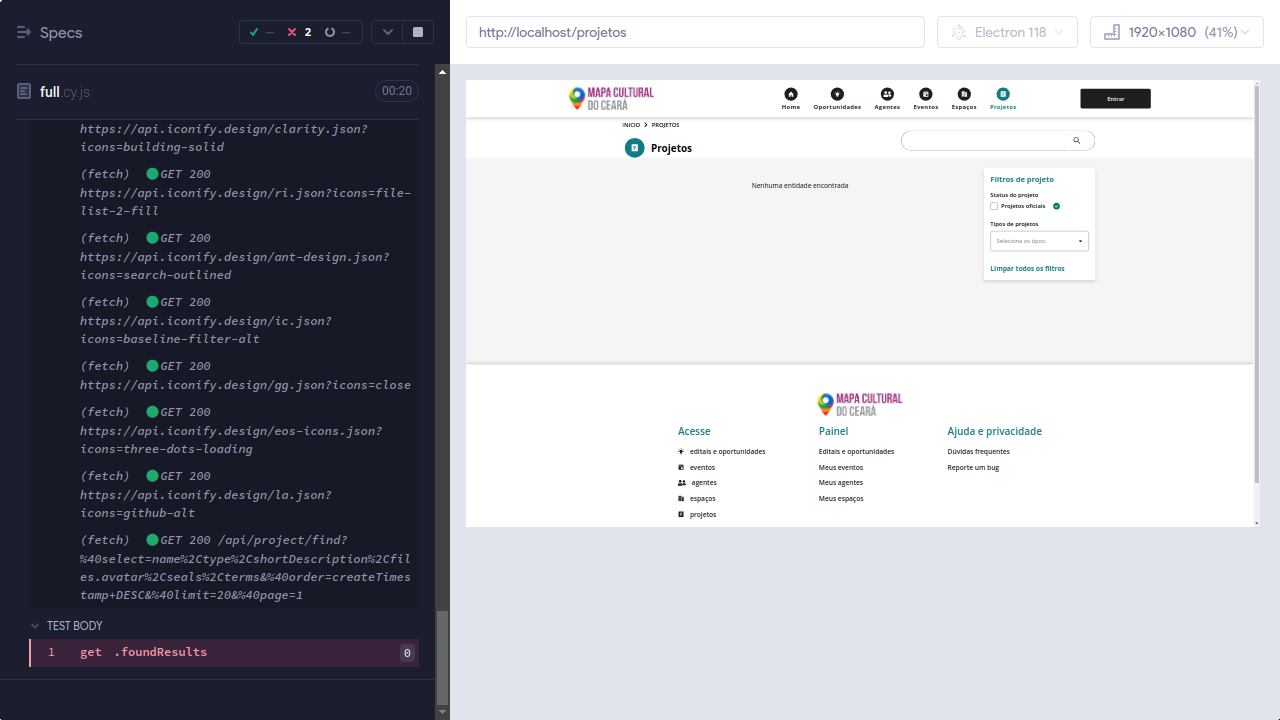 Specs
-- 2 --
full.cy.js
00:20
https://api.iconify.design/clarity.json?
icons=building-solid
(fetch) GET 200
https://api.iconify.design/ri.json?icons=file-
list-2-fill
(fetch) GET 200
https://api.iconify.design/ant-design.json?
icons=search-outlined
(fetch) GET 200
https://api.iconify.design/ic.json?
icons=baseline-filter-alt
(fetch) GET 200
https://api.iconify.design/gg.json?icons=close
(fetch) GET 200
https://api.iconify.design/eos-icons.json?
icons=three-dots-loading
(fetch) GET 200
https://api.iconify.design/la.json?
icons=github-alt
(fetch) GET 200 /api/project/find?
%40select=name%2Ctype%2CshortDescription%2Cfil
es.avatar%2Cseals%2Cterms&%40order=createTimes
tamp+DESC&%40limit=20&%40page=1
TEST BODY
1 get .foundResults 0
http://localhost/projetos
Electron 118
1920×1080 (41%)
MAPA CULTURAL
DO CEARÁ
Home
Oportunidades
Agentes
Eventos
Espaços
Projetos
Entrar
INICIO > PROJETOS
Projetos
Nenhuma entidade encontrada
Filtros de projeto
Status do projeto
Projetos oficiais
Tipos de projetos
Selecione os tipos:
Limpar todos os filtros
MAPA CULTURAL
DO CEARÁ
Acesse
editais e oportunidades
eventos
agentes
espaços
projetos
Painel
Editais e oportunidades
Meus eventos
Meus agentes
Meus espaços
Ajuda e privacidade
Dúvidas frequentes
Reporte um bug